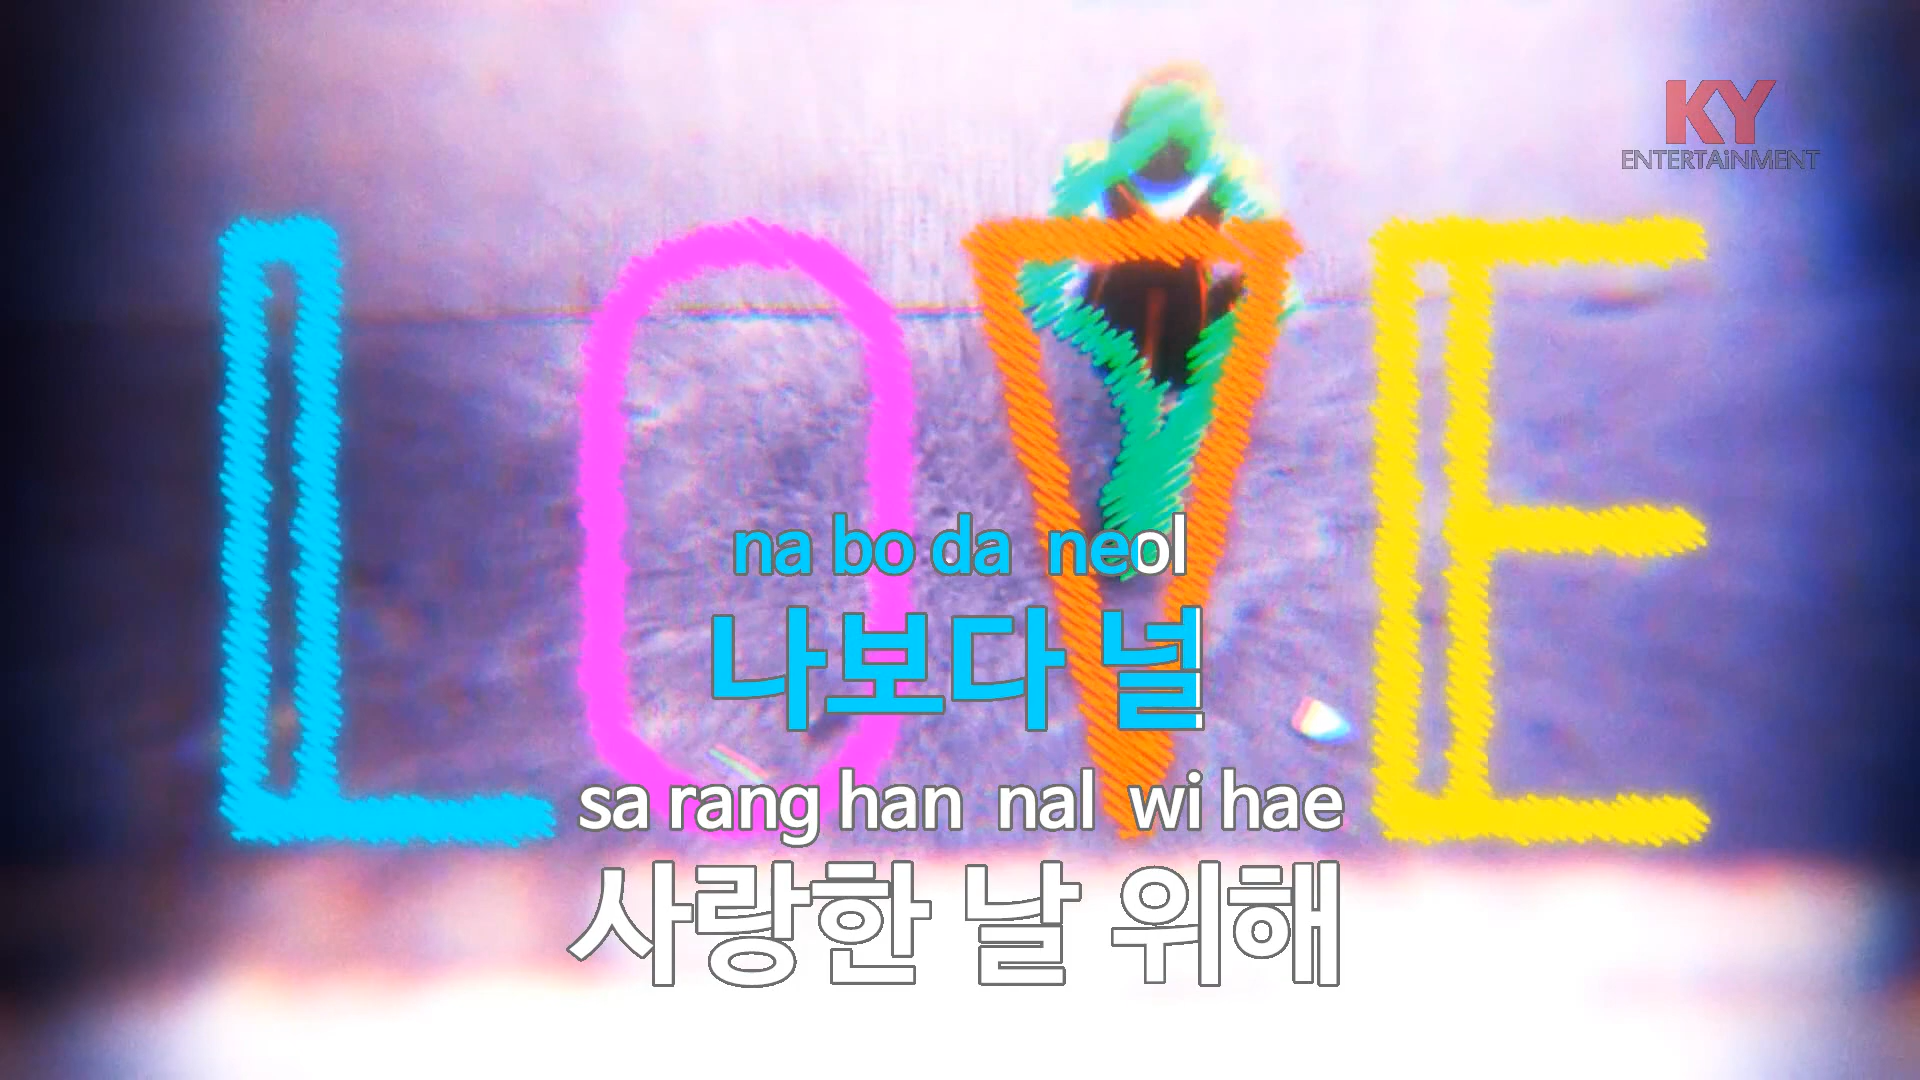 KY
ENTERTAiNMENT
LOVE
na bo da neol
나보다 널
sa rang han nal wi hae
사랑한 날 위해